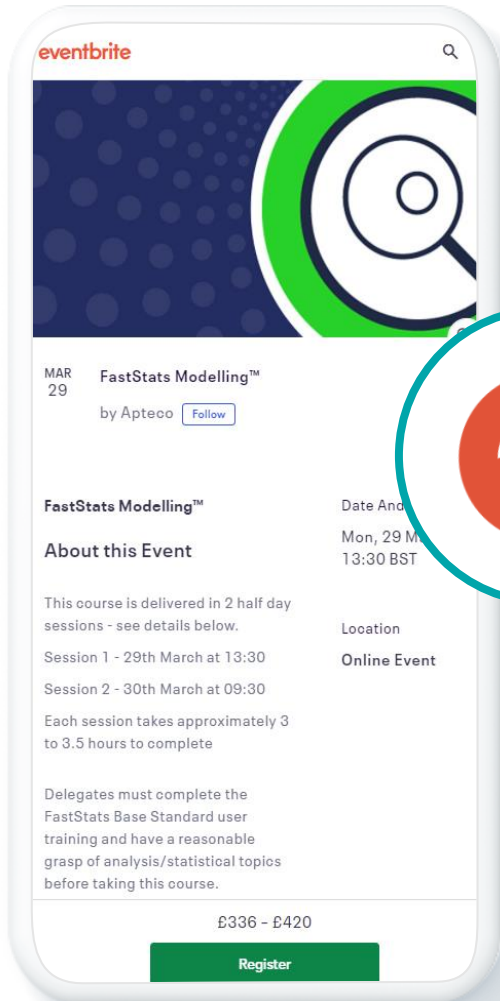 eventbrite
MAR
29
FastStats Modelling™
by Apteco Follow
FastStats Modelling™
About this Event
This course is delivered in 2 half day
sessions - see details below.
Session 1 - 29th March at 13:30
Session 2 - 30th March at 09:30
Each session takes approximately 3
to 3.5 hours to complete
Delegates must complete the
FastStats Base Standard user
training and have a reasonable
grasp of analysis/statistical topics
before taking this course.
Date And
Mon, 29
13:30 BST
Location
Online Event
£336 – £420
Register